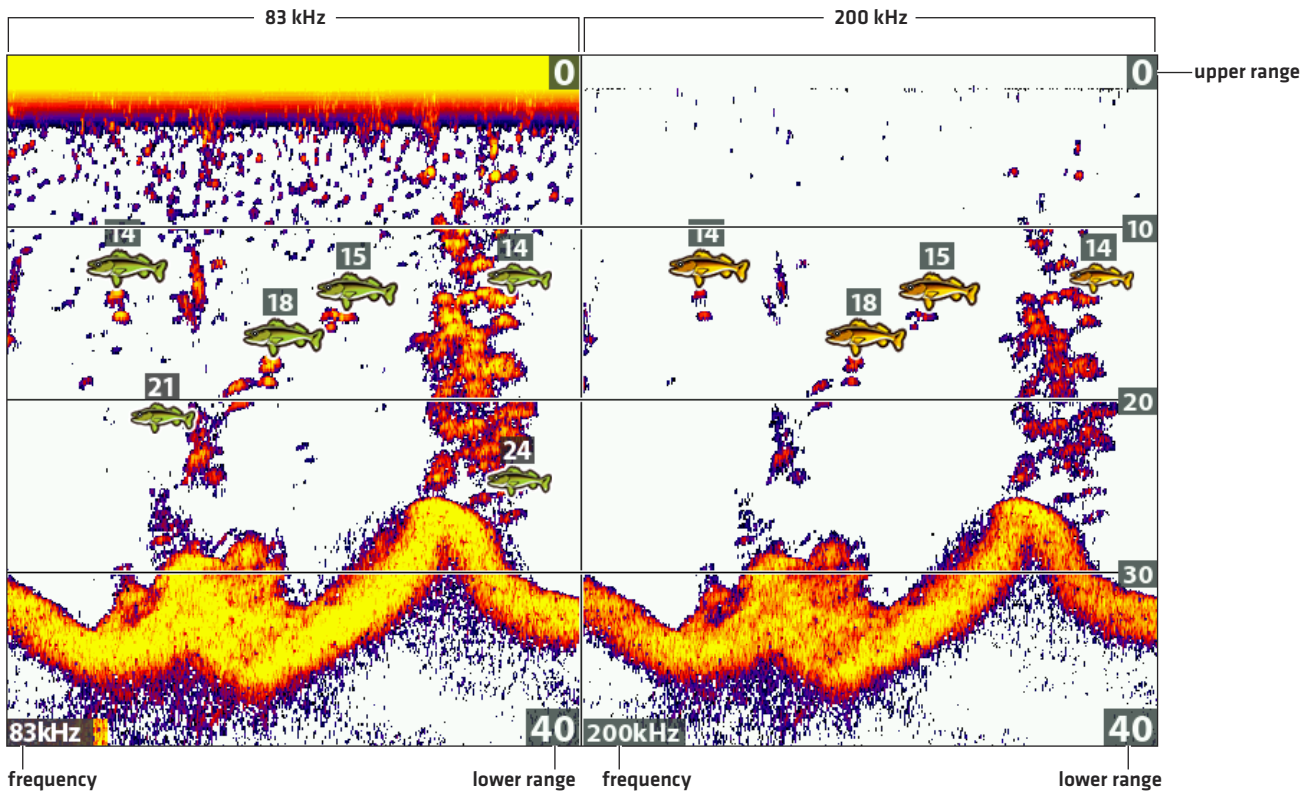 83 kHz
200 kHz
0
0
upper range
10
14
15
14
18
14
15
14
18
21
20
24
30
83kHz
40
200kHz
40
frequency
lower range
frequency
lower range